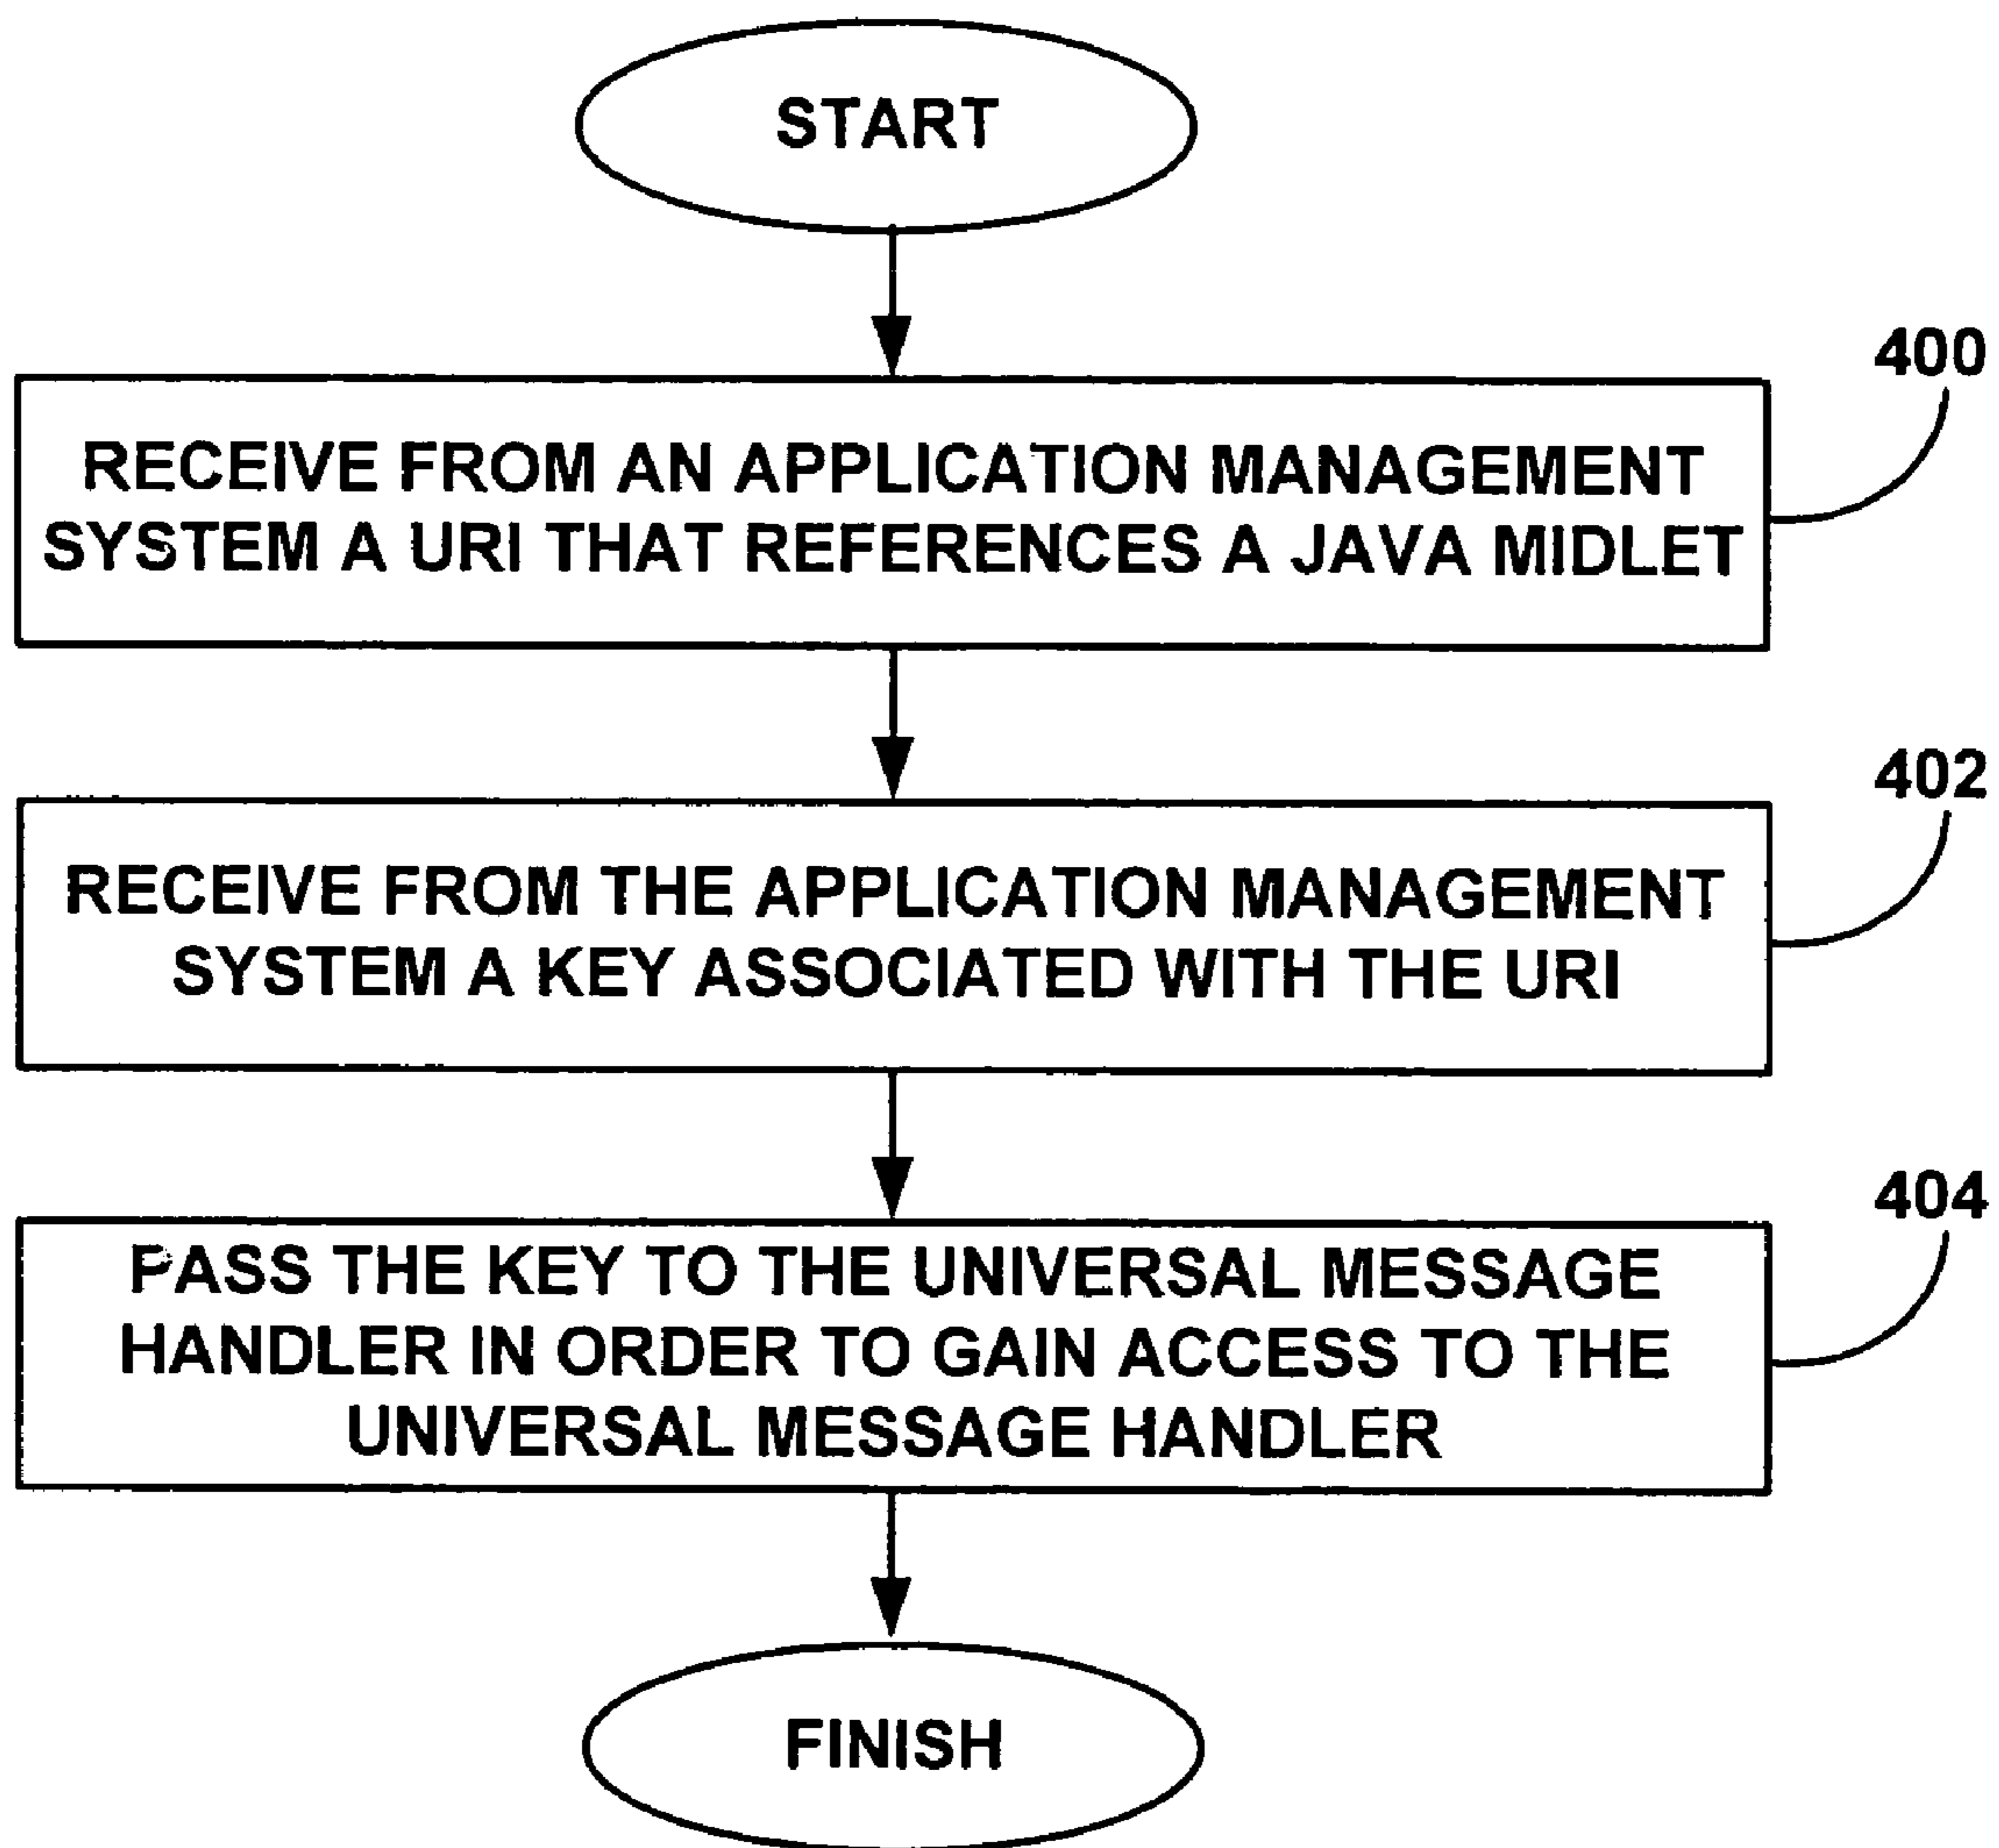 START
400
RECEIVE FROM AN APPLICATION MANAGEMENT
SYSTEM A URI THAT REFERENCES A JAVA MIDLET
402
RECEIVE FROM THE APPLICATION MANAGEMENT
SYSTEM A KEY ASSOCIATED WITH THE URI
404
PASS THE KEY TO THE UNIVERSAL MESSAGE
HANDLER IN ORDER TO GAIN ACCESS TO THE
UNIVERSAL MESSAGE HANDLER
FINISH